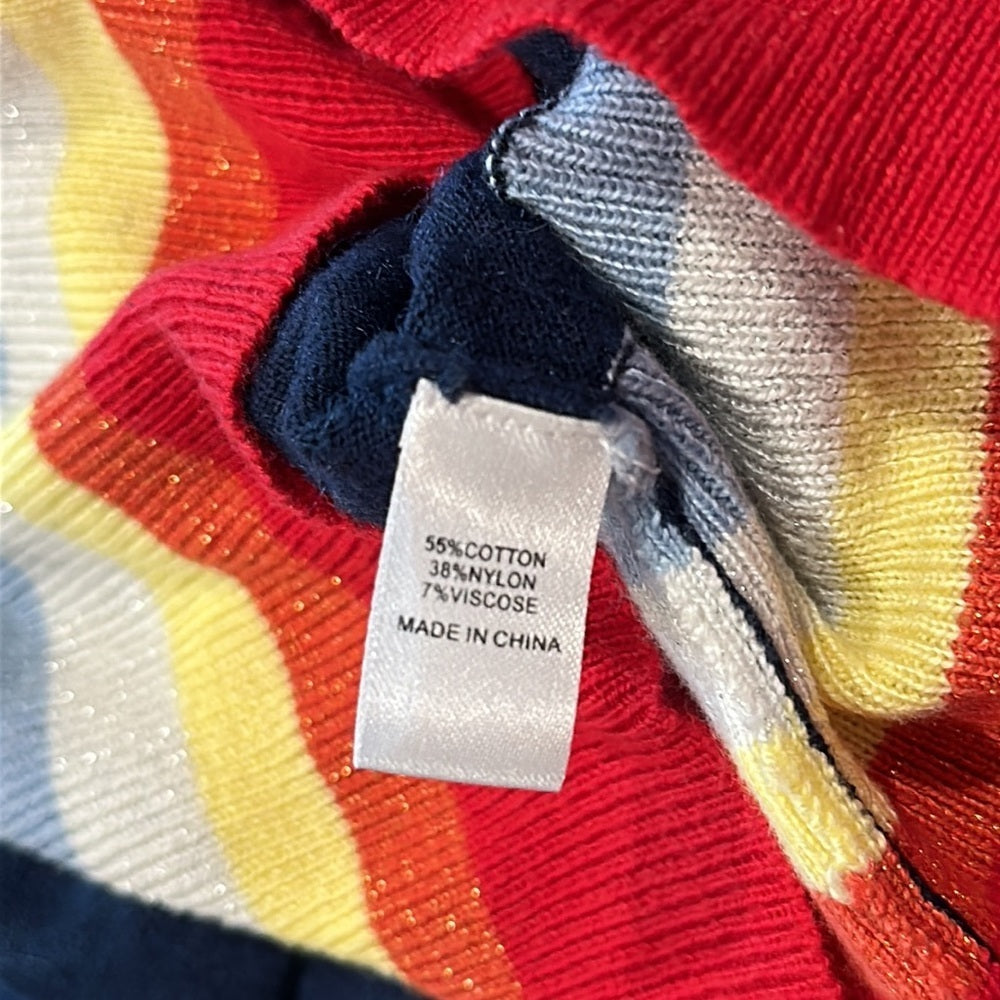 55%COTTON
38%NYLON
7%VISCOSE
MADE IN CHINA